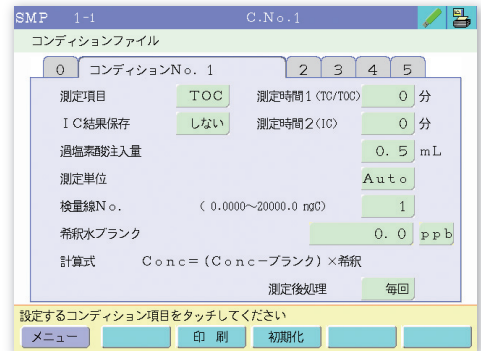 SMP 1-1 C.No.1
コンディションファイル
0 コンディションNo. 1 2 3 4 5
測定項目 TOC 測定時間1(TC/TOC) 0 分
IC結果保存 しない 測定時間2(IC) 0 分
過塩素酸注入量 0.5 mL
測定単位 Auto
検量線No. ( 0.0000～20000.0 ngC) 1
希釈水ブランク 0.0 ppb
計算式 Conc=(Conc-ブランク)×希釈
測定後処理 毎回
設定するコンディション項目をタッチしてください
メニュー 印刷 初期化